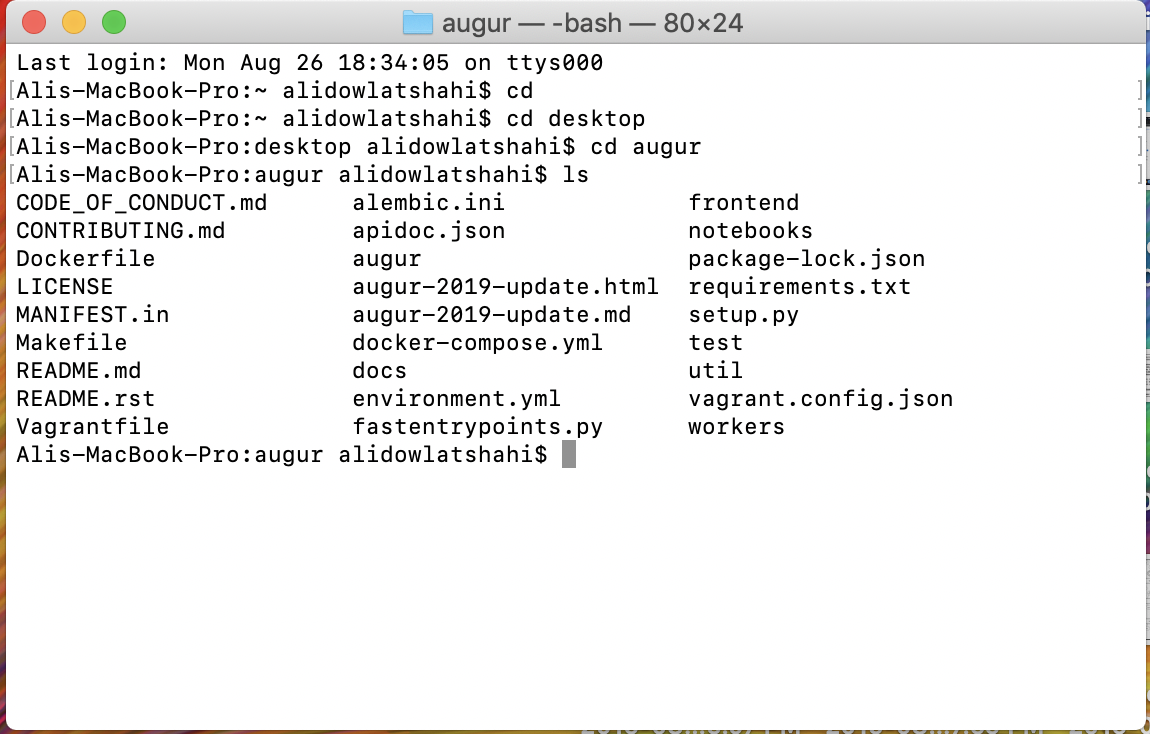 augur — -bash — 80×24
Last login: Mon Aug 26 18:34:05 on ttys000
[Alis-MacBook-Pro:~ alidowlatshahi$ cd ]
[Alis-MacBook-Pro:~ alidowlatshahi$ cd desktop ]
[Alis-MacBook-Pro:desktop alidowlatshahi$ cd augur ]
[Alis-MacBook-Pro:augur alidowlatshahi$ ls ]
CODE_OF_CONDUCT.md alembic.ini frontend
CONTRIBUTING.md apidoc.json notebooks
Dockerfile augur package-lock.json
LICENSE augur-2019-update.html requirements.txt
MANIFEST.in augur-2019-update.md setup.py
Makefile docker-compose.yml test
README.md docs util
README.rst environment.yml vagrant.config.json
Vagrantfile fastentrypoints.py workers
Alis-MacBook-Pro:augur alidowlatshahi$